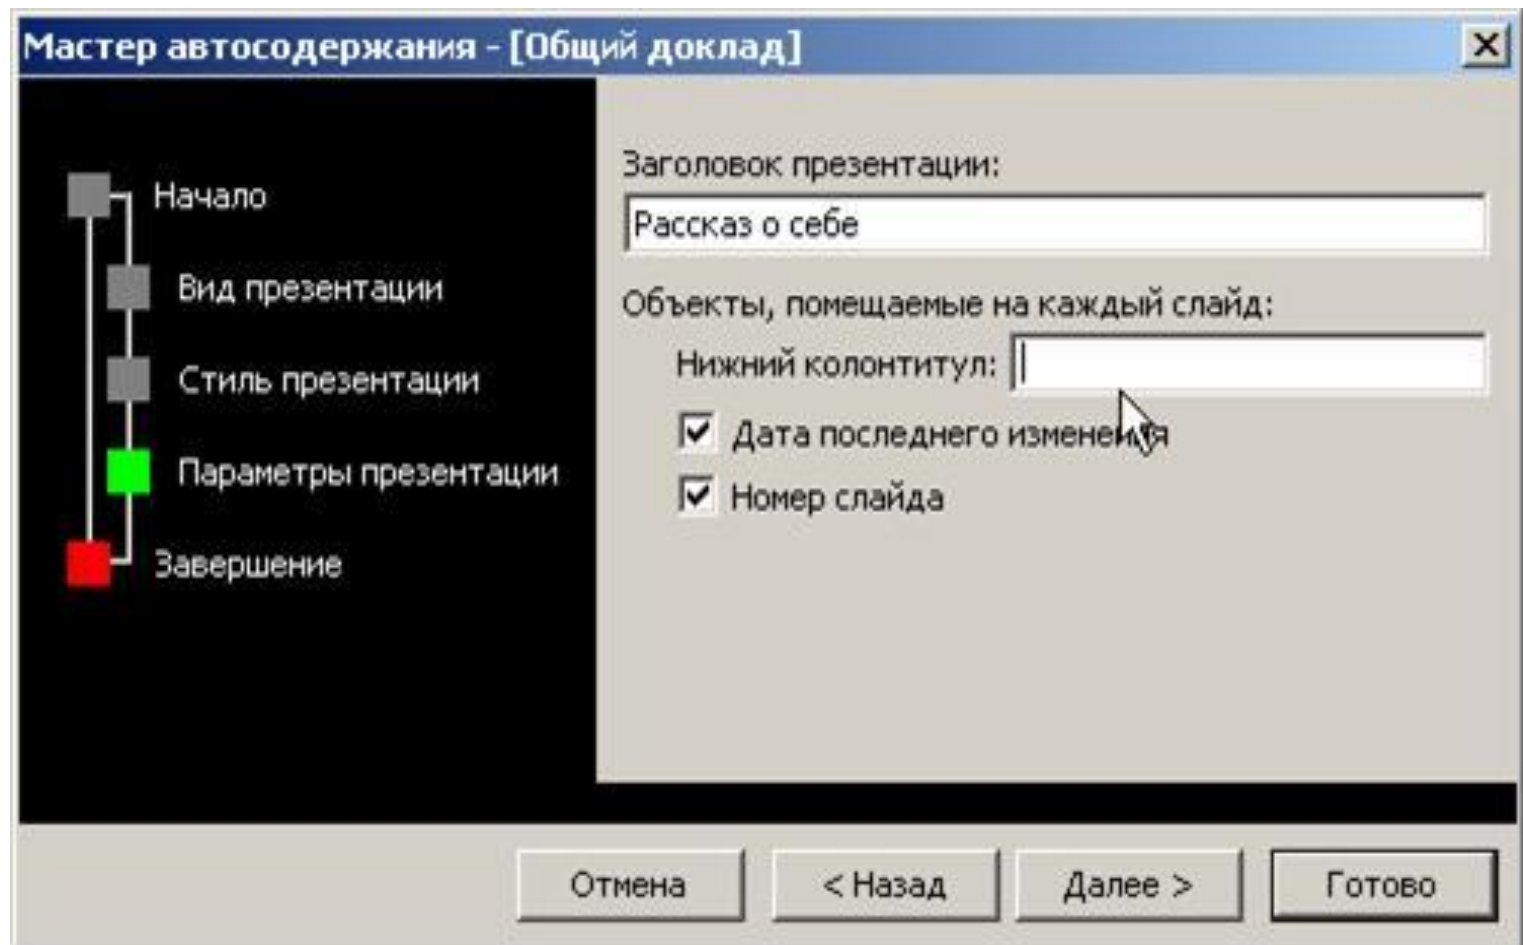 Мастер автосодержания - [Общий доклад]
Начало
Вид презентации
Стиль презентации
Параметры презентации
Завершение
Заголовок презентации:
Рассказ о себе
Объекты, помещаемые на каждый слайд:
Нижний колонтитул:
Дата последнего изменения
Номер слайда
Отмена
< Назад
Далее >
Готово